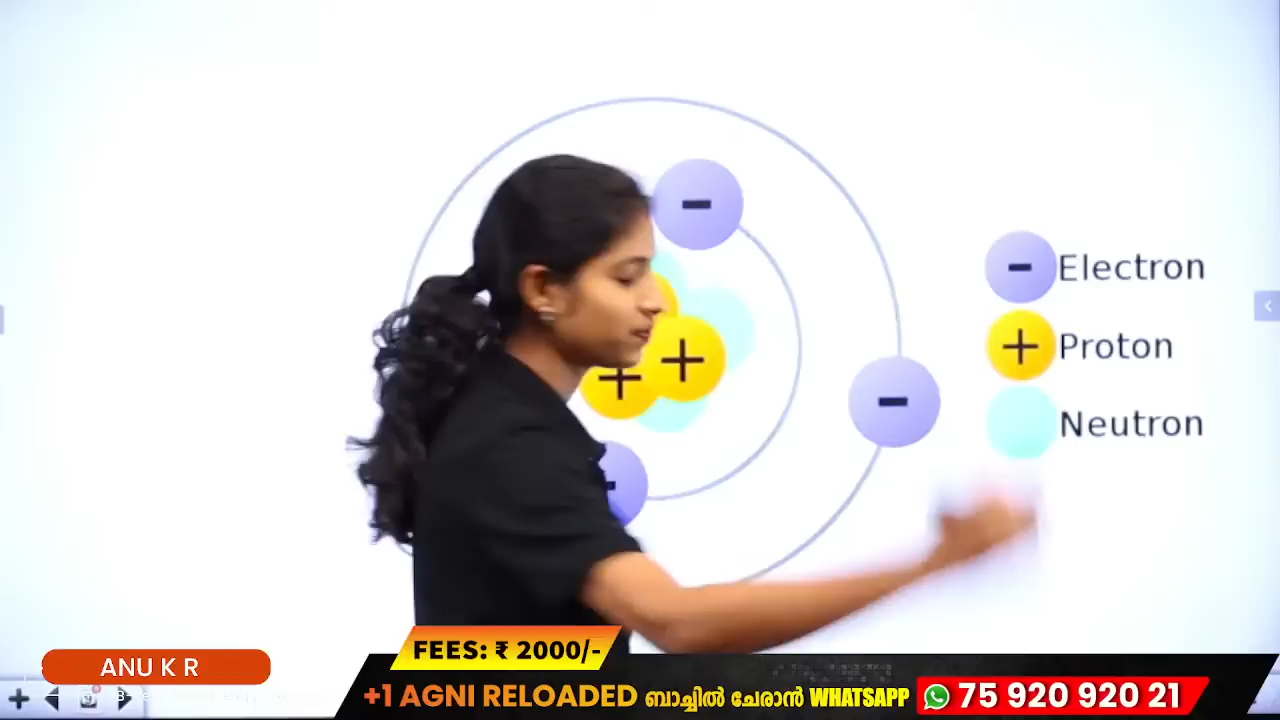 Electron
Proton
Neutron
ANU K R
FEES: ₹ 2000/-
+1 AGNI RELOADED ബാച്ചിൽ ചേരാൻ WHATSAPP 75 920 920 21